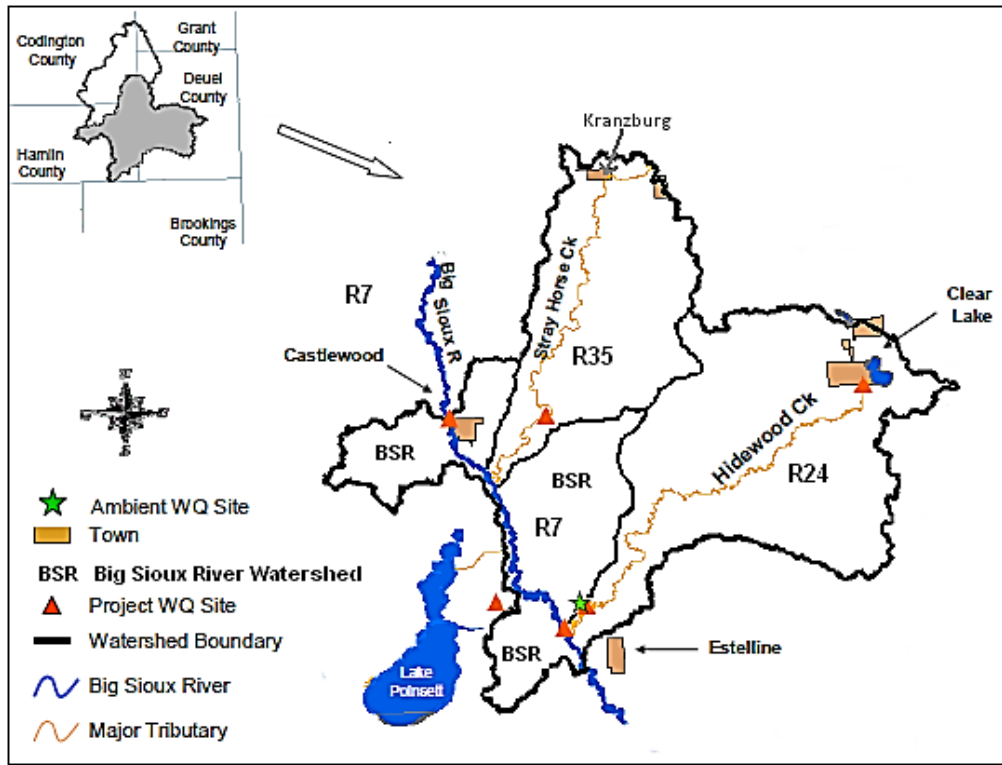 Codington
County
Grant
County
Deuel
County
Hamlin
County
Brookings
County
Kranzburg
R7
Big
Sioux R
Stray Horse Ck
Clear
Lake
Castlewood
R35
Hidewood Ck
BSR
BSR
R24
R7
Ambient WQ Site
Town
BSR Big Sioux River Watershed
Project WQ Site
Watershed Boundary
Big Sioux River
Major Tributary
BSR
Estelline
Lake
Poinsett